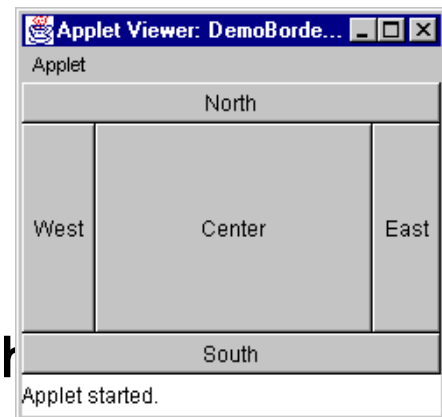 Applet Viewer: DemoBorde...
Applet
North
West Center East
South
Applet started.